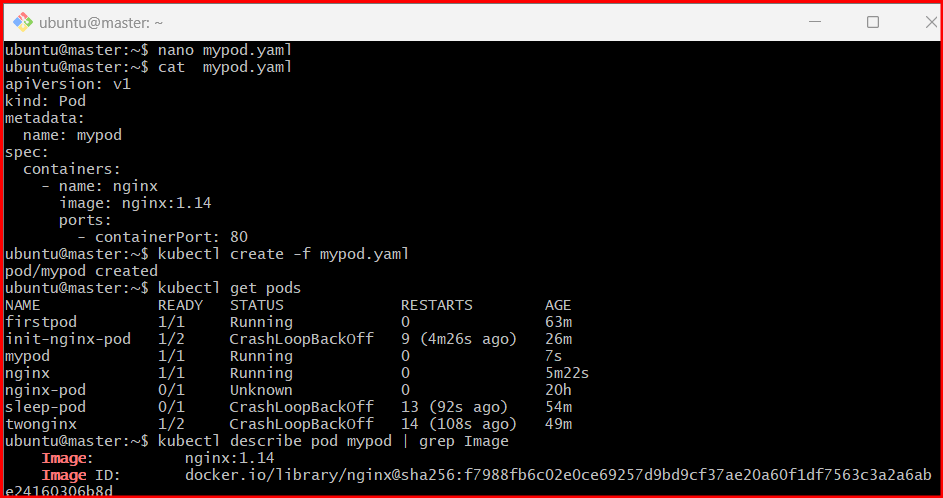 ubuntu@master: ~
ubuntu@master:~$ nano mypod.yaml
ubuntu@master:~$ cat  mypod.yaml
apiVersion: v1
kind: Pod
metadata:
  name: mypod
spec:
  containers:
    - name: nginx
      image: nginx:1.14
      ports:
        - containerPort: 80
ubuntu@master:~$ kubectl create -f mypod.yaml
pod/mypod created
ubuntu@master:~$ kubectl get pods
NAME             READY   STATUS             RESTARTS        AGE
firstpod         1/1     Running            0               63m
init-nginx-pod   1/2     CrashLoopBackOff   9 (4m26s ago)   26m
mypod            1/1     Running            0               7s
nginx            1/1     Running            0               5m22s
nginx-pod        0/1     Unknown            0               20h
sleep-pod        0/1     CrashLoopBackOff   13 (92s ago)    54m
twonginx         1/2     CrashLoopBackOff   14 (108s ago)   49m
ubuntu@master:~$ kubectl describe pod mypod | grep Image
    Image:          nginx:1.14
    Image ID:       docker.io/library/nginx@sha256:f7988fb6c02e0ce69257d9bd9cf37ae20a60f1df7563c3a2a6ab
e24160306b8d